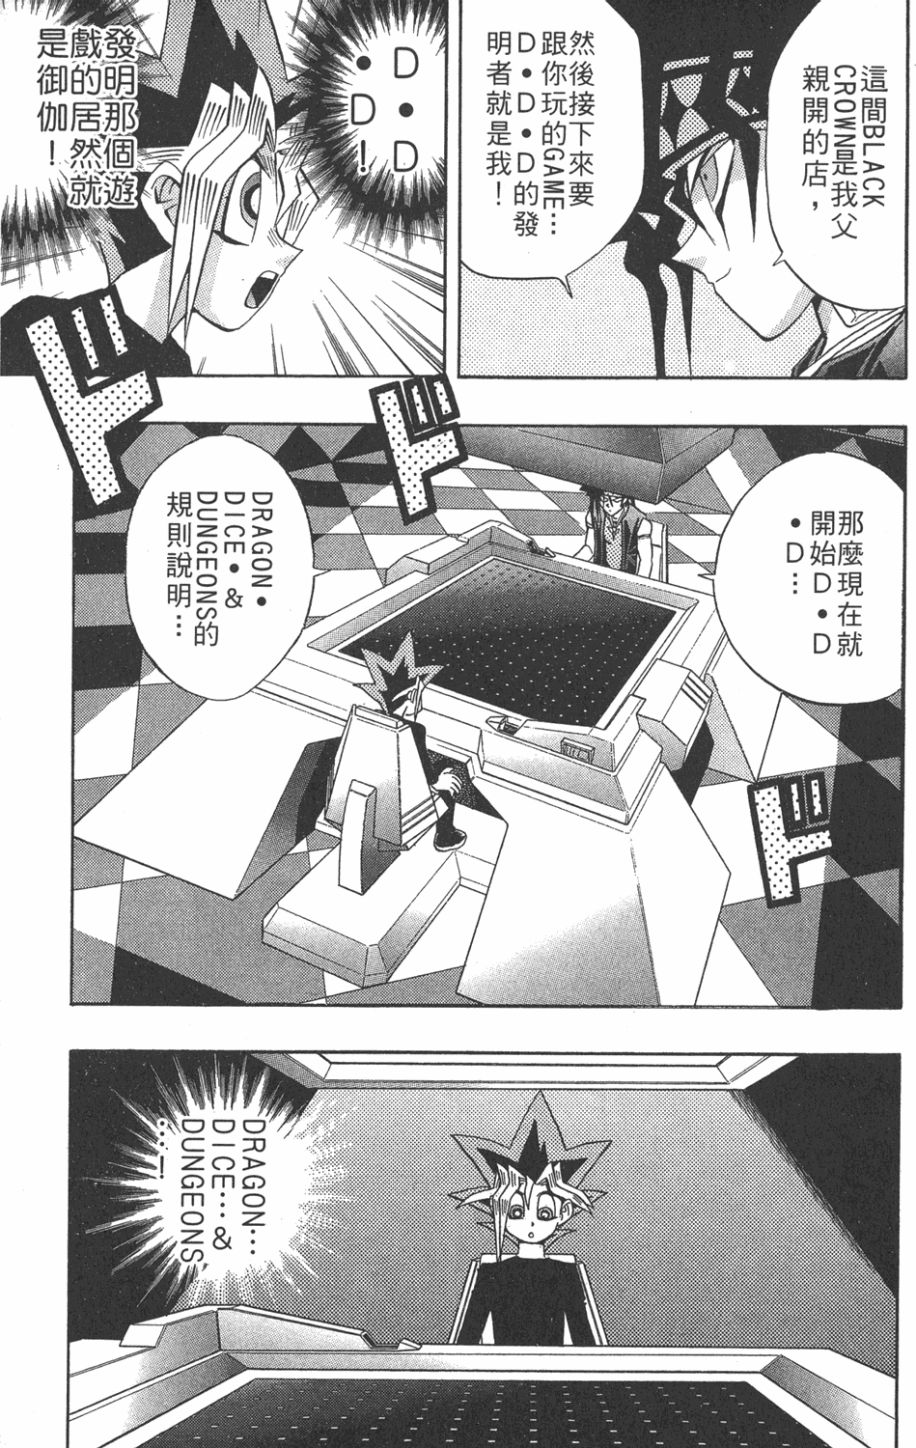 這間BLACK
CROWN是我父
親開的店，
然後接下來要
跟你玩的GAME…
D•D•D的發
明者就是我！
D•D
•D！
發明那個遊
戲的居然就
是御伽！
ド
ド
那麼現在就
開始D•D
•D…
DRAGON•
DICE•&
DUNGEONS的
規則說明…
ド
DRAGON…
DICE…&
DUNGEONS
……！